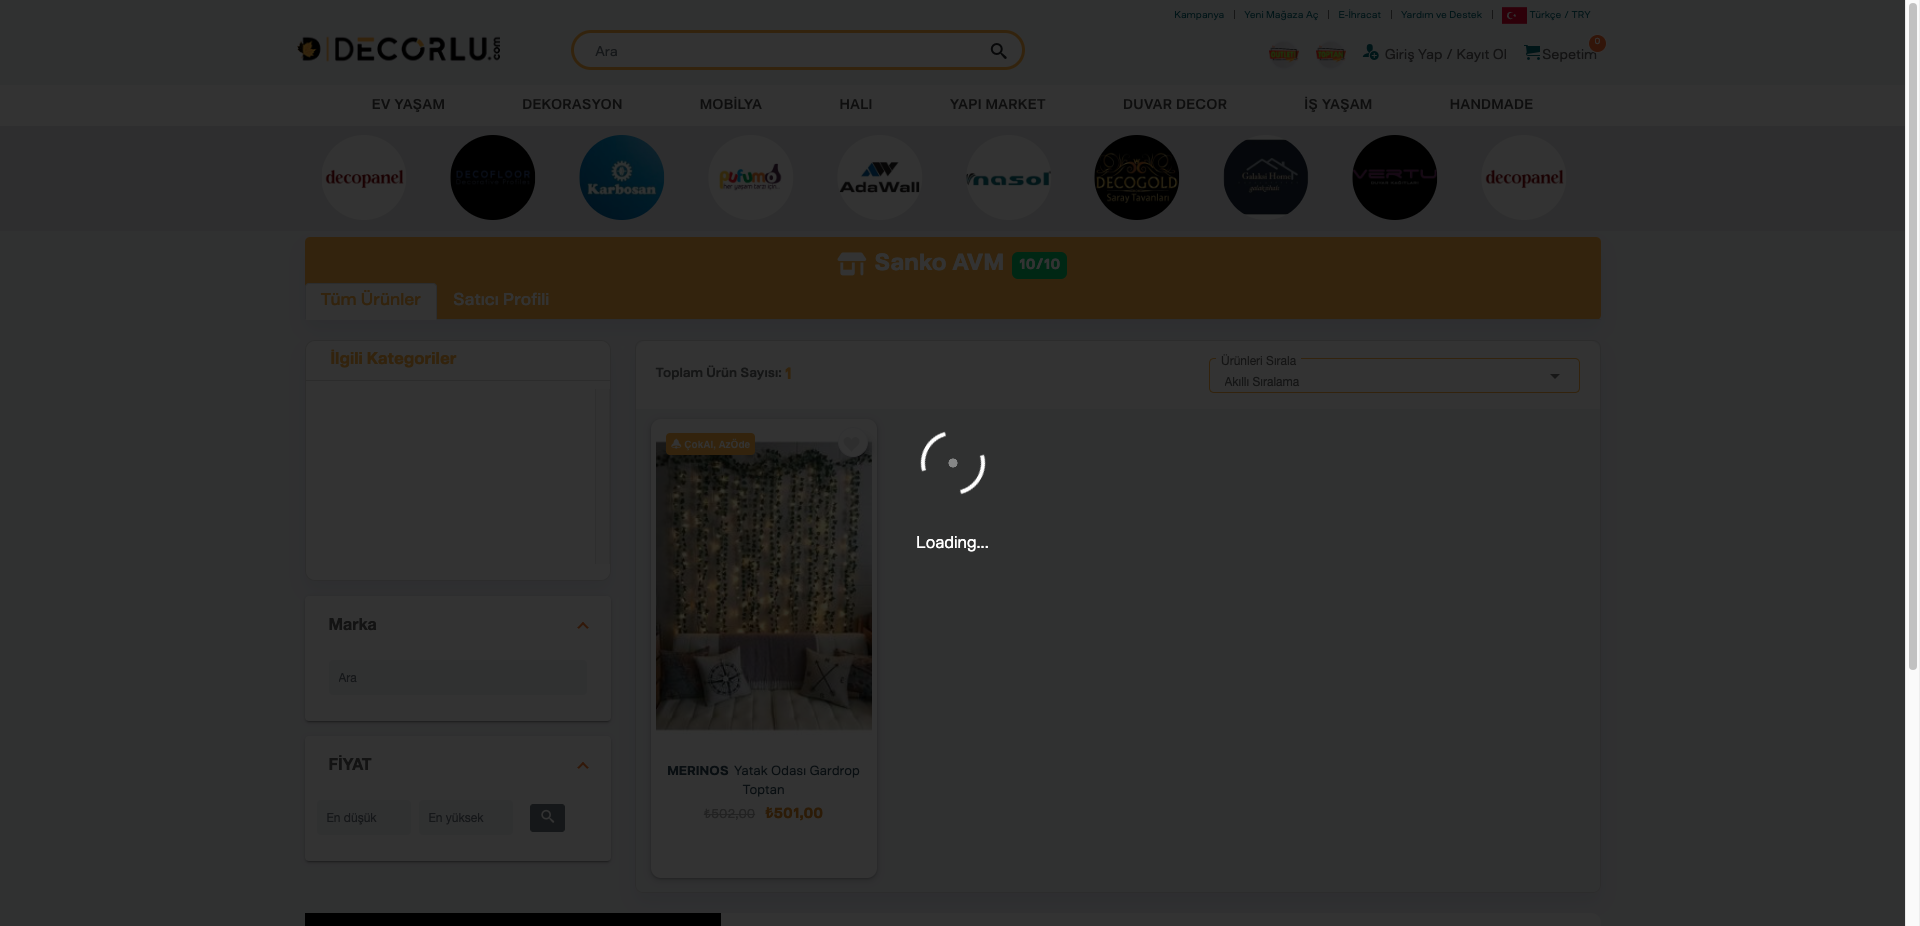 Kampanya | Yeni Mağaza Aç | E-İhracat | Yardım ve Destek | Türkçe / TRY
DECORLU.com
Ara
Giriş Yap / Kayıt Ol
Sepetim
0
EV YAŞAM
DEKORASYON
MOBİLYA
HALI
YAPI MARKET
DUVAR DECOR
İŞ YAŞAM
HANDMADE
decopanel
DECOFLOOR
Karbosan
pufumo
AdaWall
nasol
DECOGOLD
Saray Tavanları
VERTU
decopanel
Sanko AVM 10/10
Tüm Ürünler
Satıcı Profili
İlgili Kategoriler
Toplam Ürün Sayısı: 1
Ürünleri Sırala
Akıllı Sıralama
ÇokAL AzÖde
Loading...
Marka
Ara
FİYAT
En düşük
En yüksek
MERINOS Yatak Odası Gardrop
Toptan
₺502,00 ₺501,00